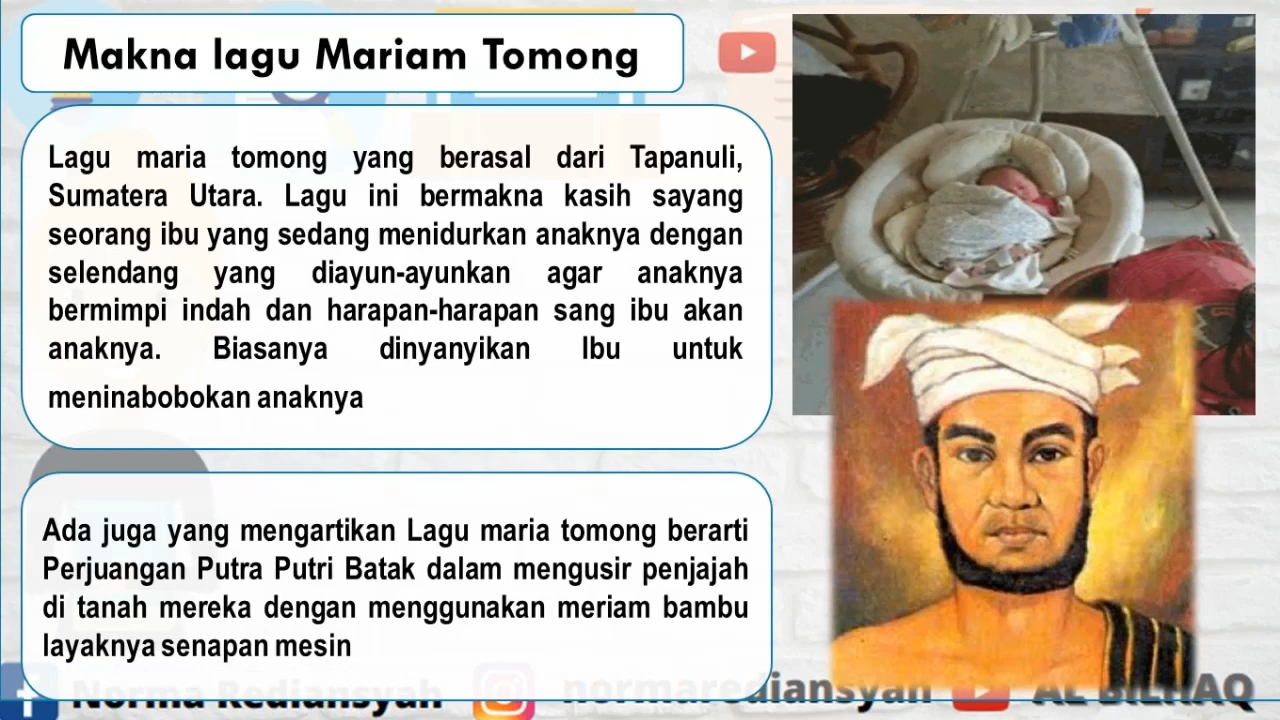 Makna lagu Mariam Tomong
Lagu maria tomong yang berasal dari Tapanuli,
Sumatera Utara. Lagu ini bermakna kasih sayang
seorang ibu yang sedang menidurkan anaknya dengan
selendang yang diayun-ayunkan agar anaknya
bermimpi indah dan harapan-harapan sang ibu akan
anaknya. Biasanya dinyanyikan Ibu untuk
meninabobokan anaknya
Ada juga yang mengartikan Lagu maria tomong berarti
Perjuangan Putra Putri Batak dalam mengusir penjajah
di tanah mereka dengan menggunakan meriam bambu
layaknya senapan mesin
Norma Rediansyah normarediansyah AL BILHAQ